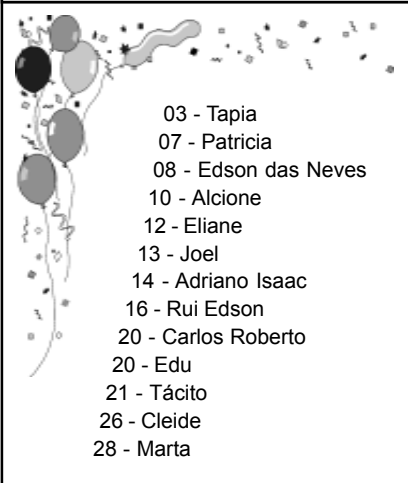 03 - Tapia
07 - Patricia
08 - Edson das Neves
10 - Alcione
12 - Eliane
13 - Joel
14 - Adriano Isaac
16 - Rui Edson
20 - Carlos Roberto
20 - Edu
21 - Tácito
26 - Cleide
28 - Marta